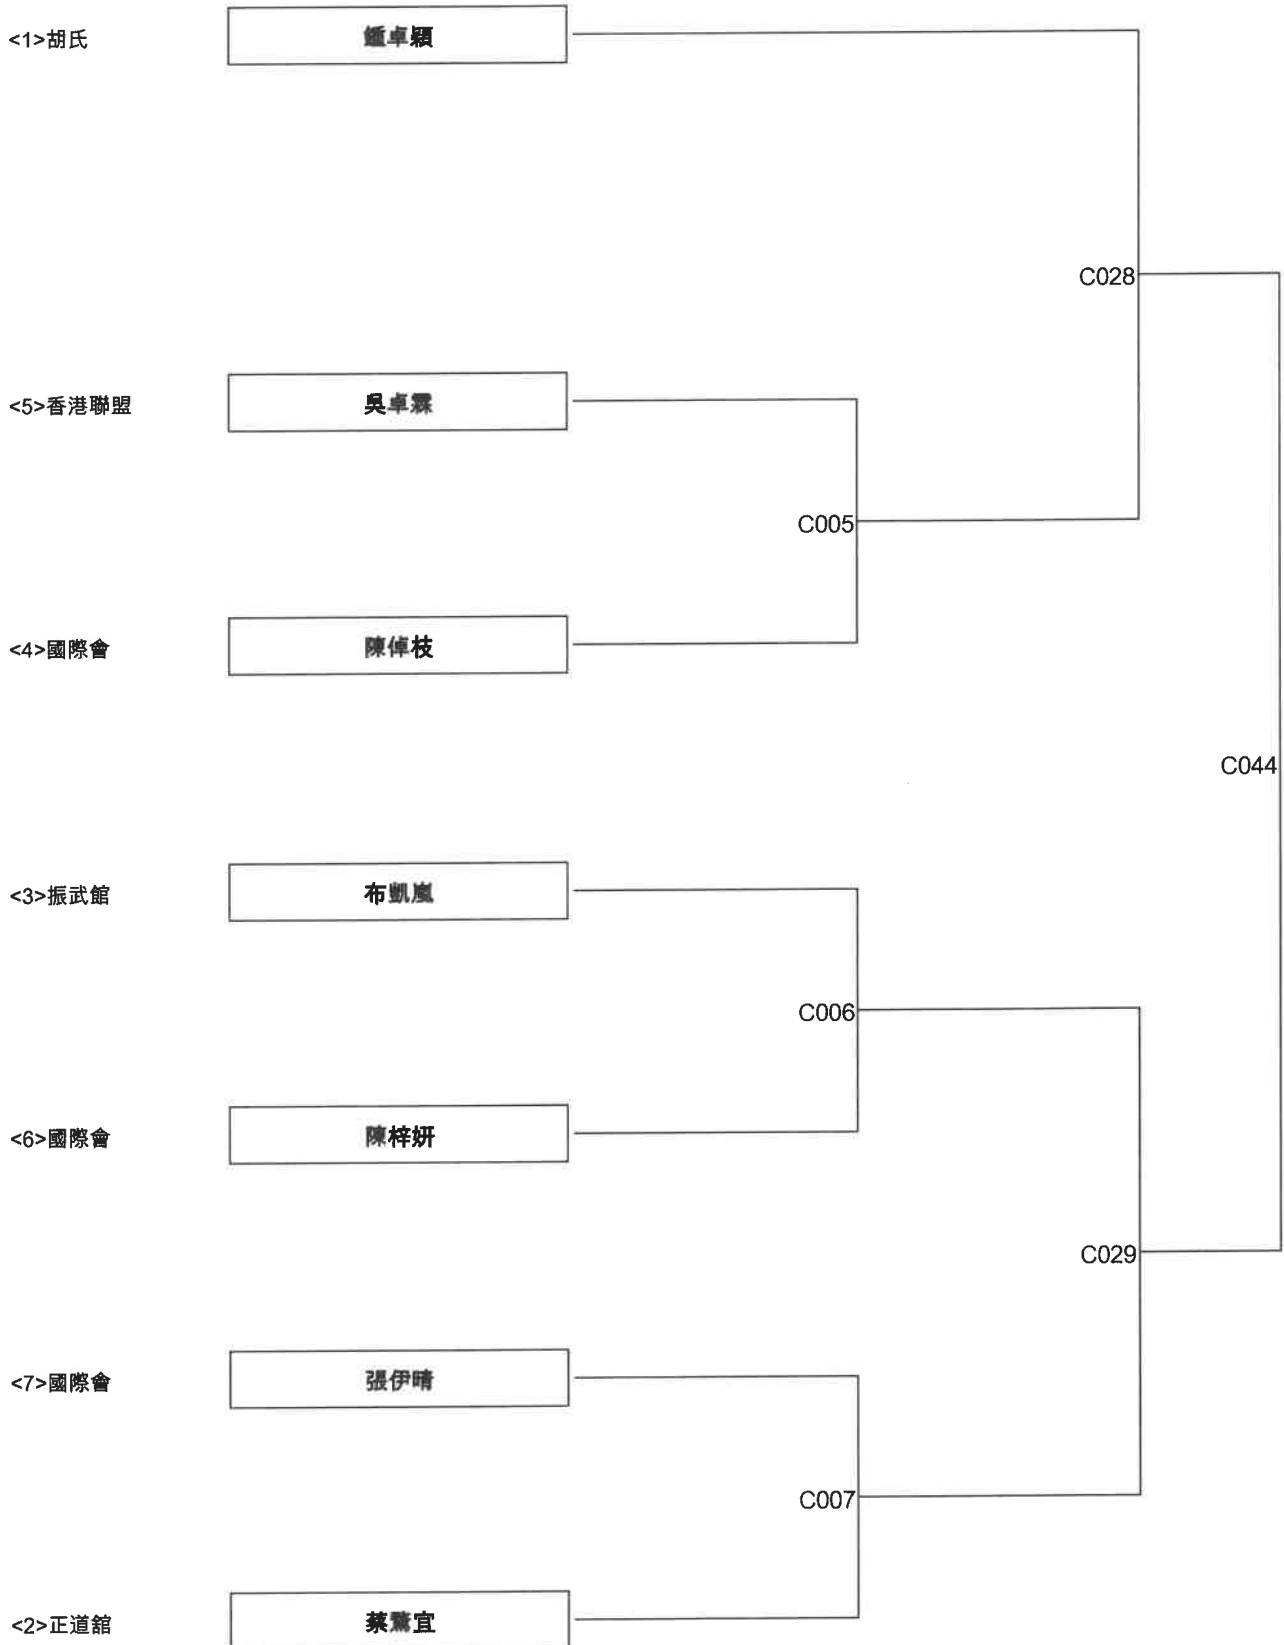 <1>胡氏
鍾卓穎
C028
<5>香港聯盟
吳卓霖
C005
<4>國際會
陳倬枝
C044
<3>振武館
布凱嵐
C006
<6>國際會
陳梓妍
C029
<7>國際會
張伊晴
C007
<2>正道舘
蔡宜